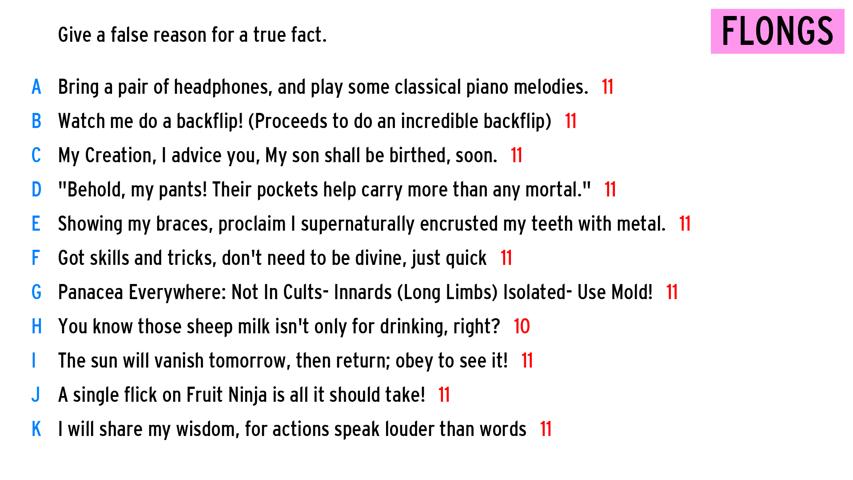 Give a false reason for a true fact.
FLONGS
A Bring a pair of headphones, and play some classical piano melodies. 11
B Watch me do a backflip! (Proceeds to do an incredible backflip) 11
C My Creation, I advice you, My son shall be birthed, soon. 11
D "Behold, my pants! Their pockets help carry more than any mortal." 11
E Showing my braces, proclaim I supernaturally encrusted my teeth with metal. 11
F Got skills and tricks, don't need to be divine, just quick 11
G Panacea Everywhere: Not In Cults- Innards (Long Limbs) Isolated- Use Mold! 11
H You know those sheep milk isn't only for drinking, right? 10
I The sun will vanish tomorrow, then return; obey to see it! 11
J A single flick on Fruit Ninja is all it should take! 11
K I will share my wisdom, for actions speak louder than words 11